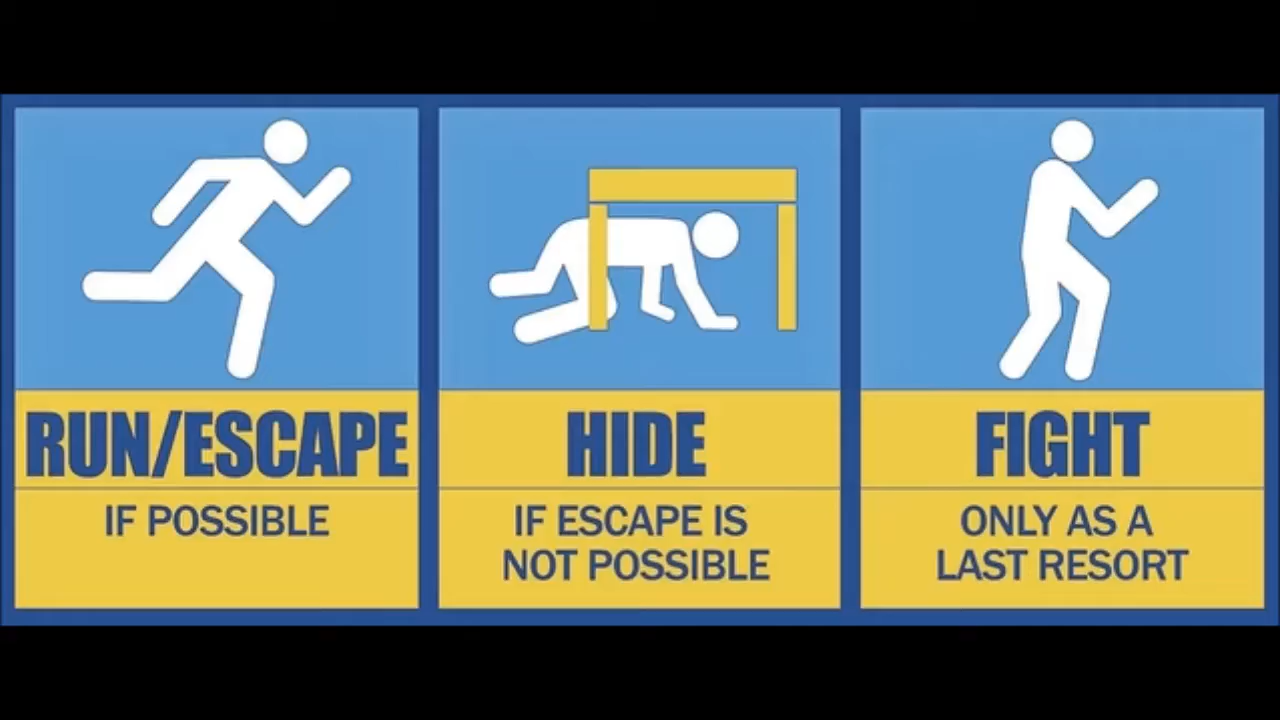 RUN/ESCAPE
IF POSSIBLE
HIDE
IF ESCAPE IS
NOT POSSIBLE
FIGHT
ONLY AS A
LAST RESORT